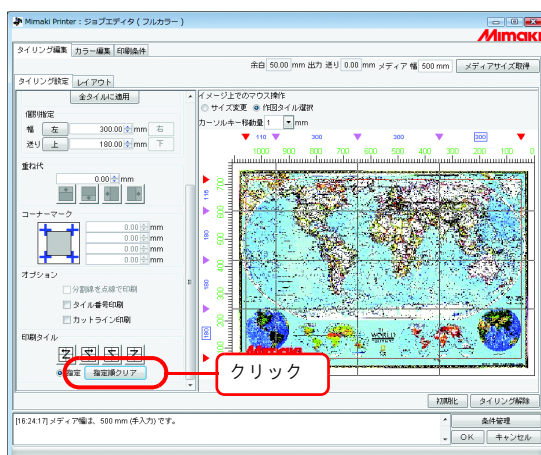 Mimaki Printer : ジョブエディタ ( フルカラー )
Mimaki
タイリング編集 カラー編集 印刷条件
余白 50.00 mm 出力 送り 0.00 mm メディア 幅 500 mm メディアサイズ取得
タイリング設定 レイアウト
全タイルに適用
イメージ上でのマウス操作
サイズ変更 作図タイル選択
カーソルキー移動量 1 mm
個別指定
幅 左 300.00 mm 右
送り 上 180.00 mm 下
重ね代
0.00 mm
コーナーマーク
0.00 mm
0.00 mm
0.00 mm
0.00 mm
オプション
分割線を点線で印刷
タイル番号印刷
カットライン印刷
印刷タイル
指定 指定順クリア
クリック
110 300 300 300
1000 900 800 700 600 500 400 300 200 100 0
116
180
180
180
700
600
500
400
300
200
100
WORLD
Mimaki
初期化 タイリング解除
[16:24:17] メディア幅は、500 mm (手入力) です。
条件管理
OK キャンセル